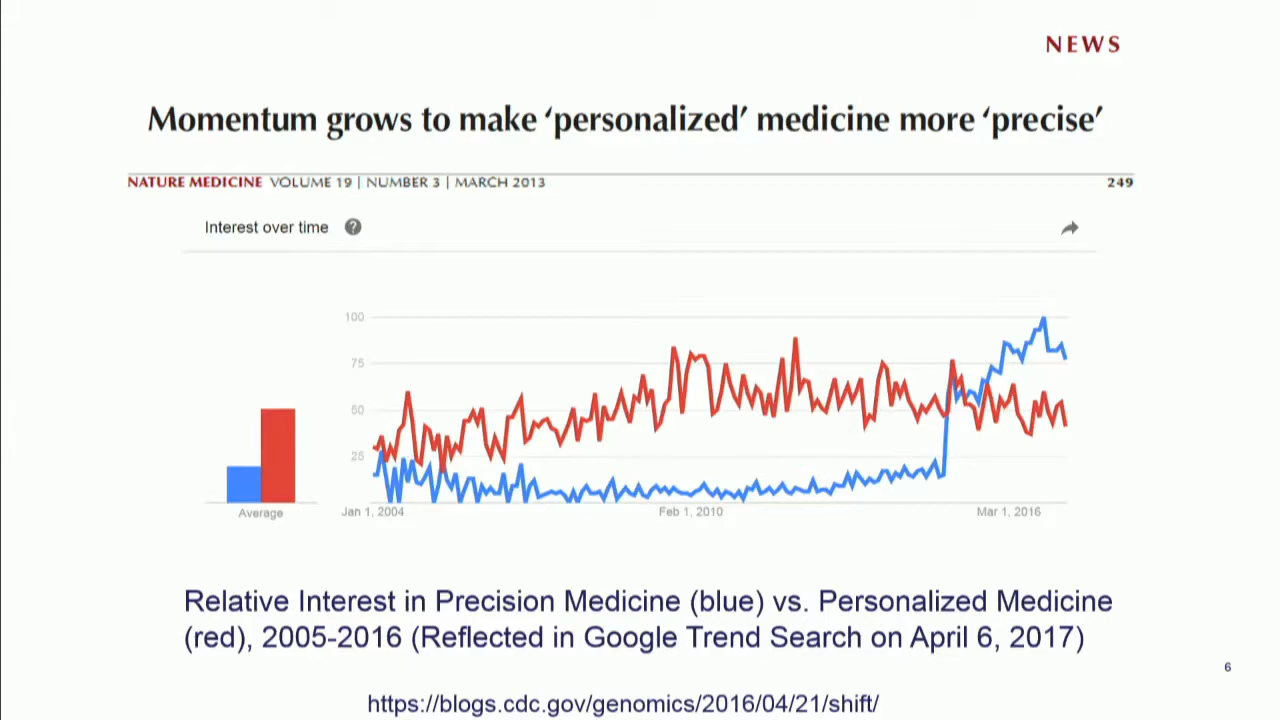 NEWS
Momentum grows to make ‘personalized’ medicine more ‘precise’
NATURE MEDICINE VOLUME 19 | NUMBER 3 | MARCH 2013 249
Interest over time ?
100
75
50
25
Average
Jan 1, 2004 Feb 1, 2010 Mar 1, 2016
Relative Interest in Precision Medicine (blue) vs. Personalized Medicine
(red), 2005-2016 (Reflected in Google Trend Search on April 6, 2017)
6
https://blogs.cdc.gov/genomics/2016/04/21/shift/